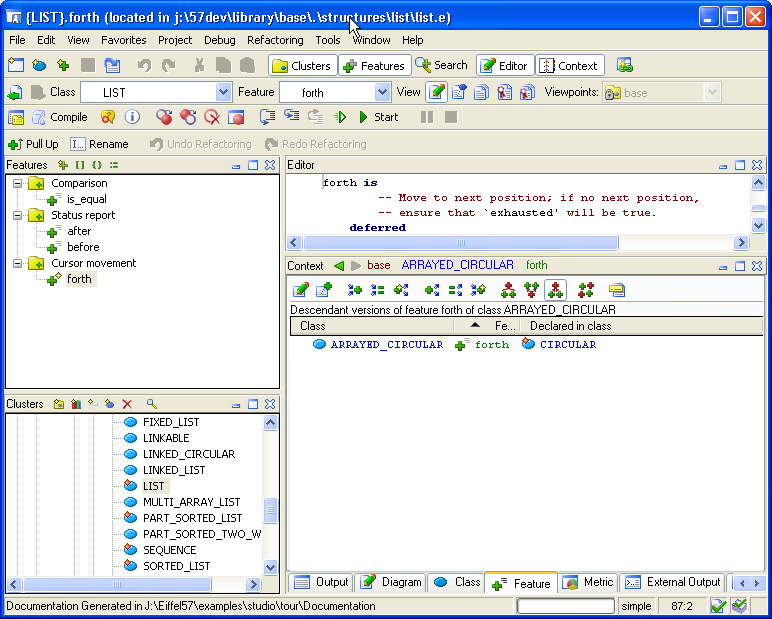 {LIST}.forth (located in j:\57dev\library\base\.\structures\list\list.e)
File Edit View Favorites Project Debug Refactoring Tools Window Help
Clusters Features Search Editor Context
Class LIST Feature forth View Viewpoints: base
Compile Start
Pull Up I... Rename Undo Refactoring Redo Refactoring
Features
Comparison
is_equal
Status report
after
before
Cursor movement
forth
Editor
forth is
-- Move to next position; if no next position,
-- ensure that `exhausted' will be true.
deferred
Context base ARRAYED_CIRCULAR forth
Descendant versions of feature forth of class ARRAYED_CIRCULAR
Class Fe... Declared in class
ARRAYED_CIRCULAR forth CIRCULAR
Clusters
FIXED_LIST
LINKABLE
LINKED_CIRCULAR
LINKED_LIST
LIST
MULTI_ARRAY_LIST
PART_SORTED_LIST
PART_SORTED_TWO_W
SEQUENCE
SORTED_LIST
Output Diagram Class Feature Metric External Output
Documentation Generated in J:\Eiffel57\examples\studio\tour\Documentation simple 87:2